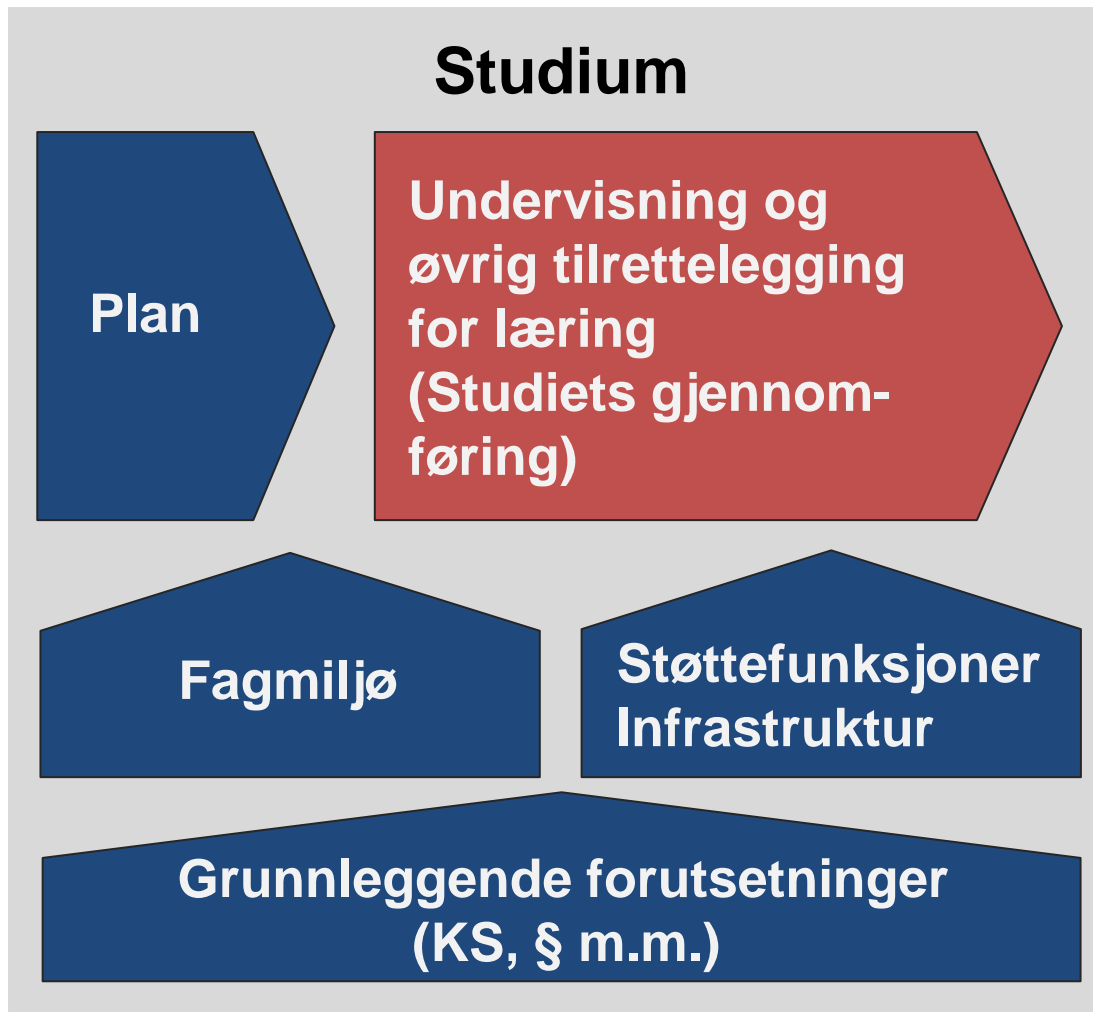 Studium
Plan
Undervisning og
øvrig tilrettelegging
for læring
(Studiets gjennom-
føring)
Fagmiljø
Støttefunksjoner
Infrastruktur
Grunnleggende forutsetninger
(KS, § m.m.)